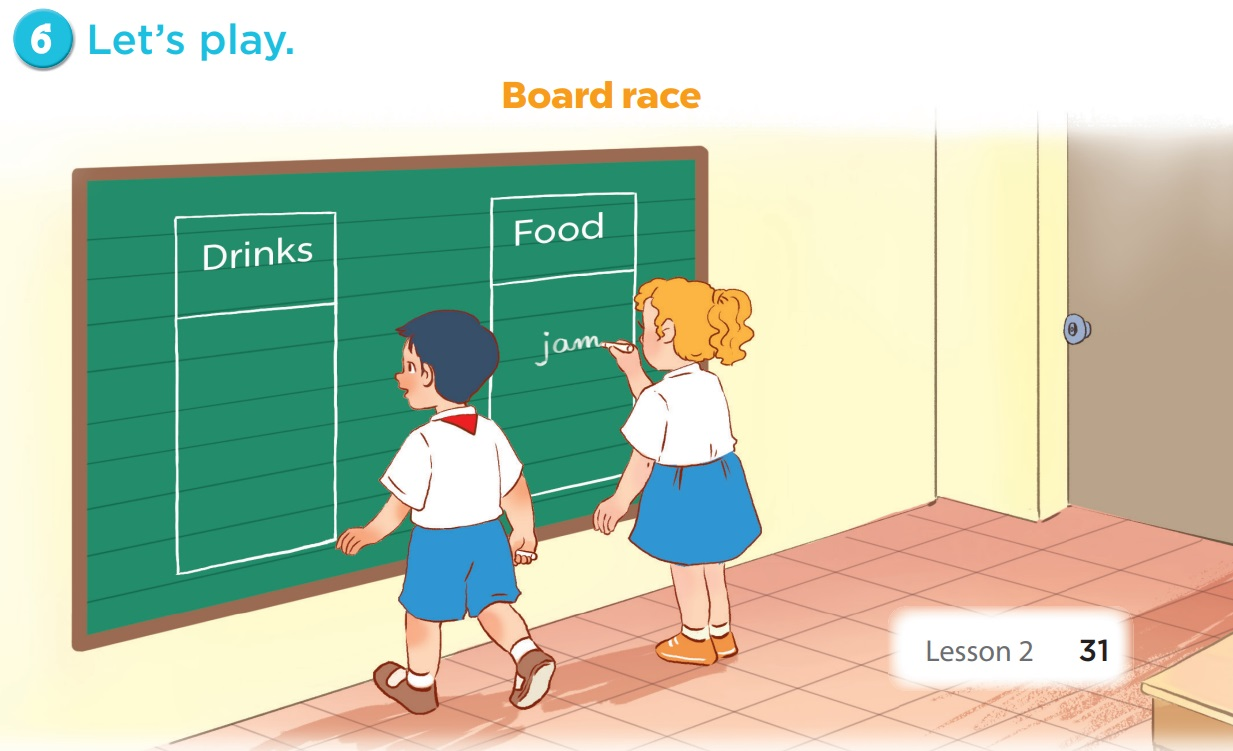 6 Let's play.
Board race
Drinks
Food
jam
Lesson 2 31